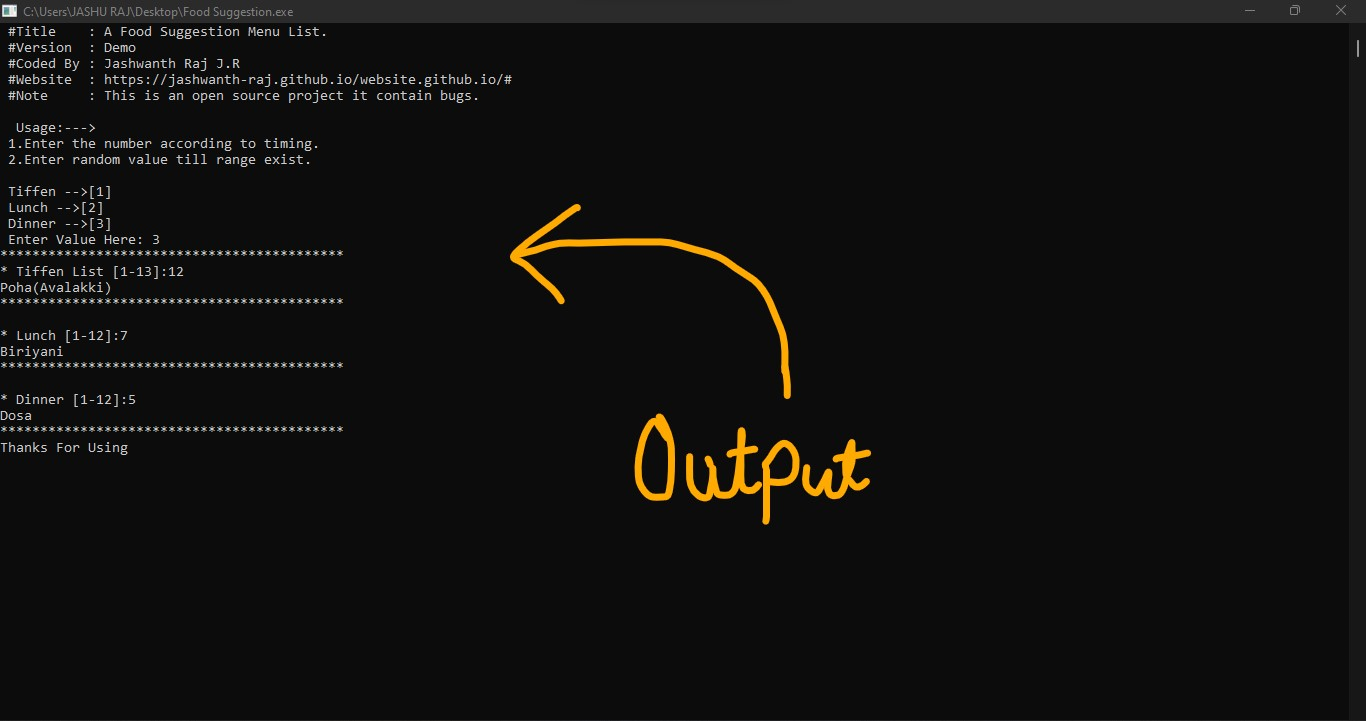 C:\Users\JASHU RAJ\Desktop\Food Suggestion.exe
#Title    : A Food Suggestion Menu List.
#Version  : Demo
#Coded By : Jashwanth Raj J.R
#Website  : https://jashwanth-raj.github.io/website.github.io/#
#Note     : This is an open source project it contain bugs.
Usage:--->
1.Enter the number according to timing.
2.Enter random value till range exist.
Tiffen -->[1]
Lunch -->[2]
Dinner -->[3]
Enter Value Here: 3
*******************************************
* Tiffen List [1-13]:12
Poha(Avalakki)
*******************************************
* Lunch [1-12]:7
Biriyani
*******************************************
* Dinner [1-12]:5
Dosa
*******************************************
Thanks For Using
Output